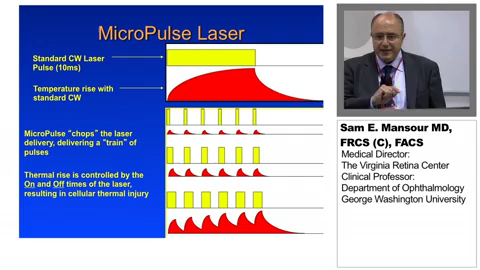 MicroPulse Laser
Standard CW Laser
Pulse (10ms)
Temperature rise with
standard CW
MicroPulse "chops" the laser
delivery, delivering a "train" of
pulses
Thermal rise is controlled by the
On and Off times of the laser,
resulting in cellular thermal injury
Sam E. Mansour MD,
FRCS (C), FACS
Medical Director:
The Virginia Retina Center
Clinical Professor:
Department of Ophthalmology
George Washington University